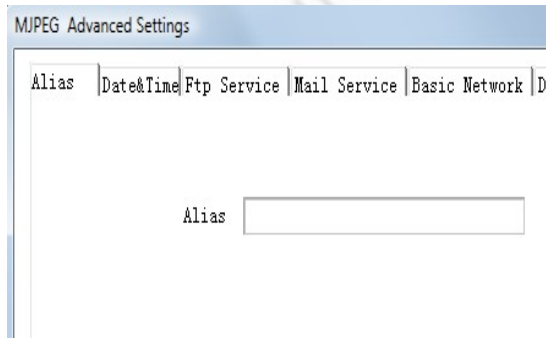 MJPEG Advanced Settings
Alias Date&Time Ftp Service Mail Service Basic Network D
Alias